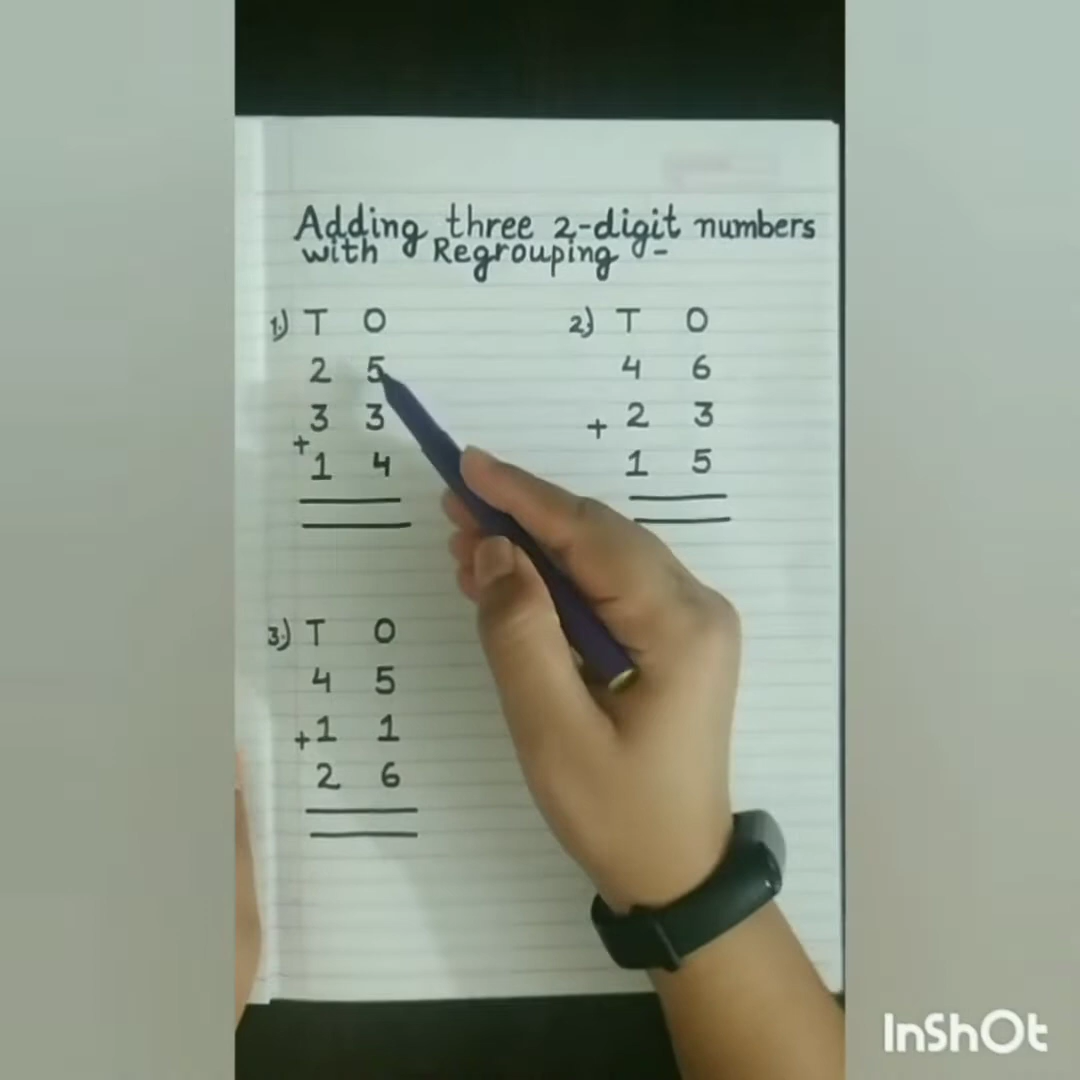 Adding three 2-digit numbers
with Regrouping -
1.) T O
2 5
3 3
+
1 4
2.) T O
4 6
+ 2 3
1 5
3.) T O
4 5
+ 1 1
2 6
InShOt